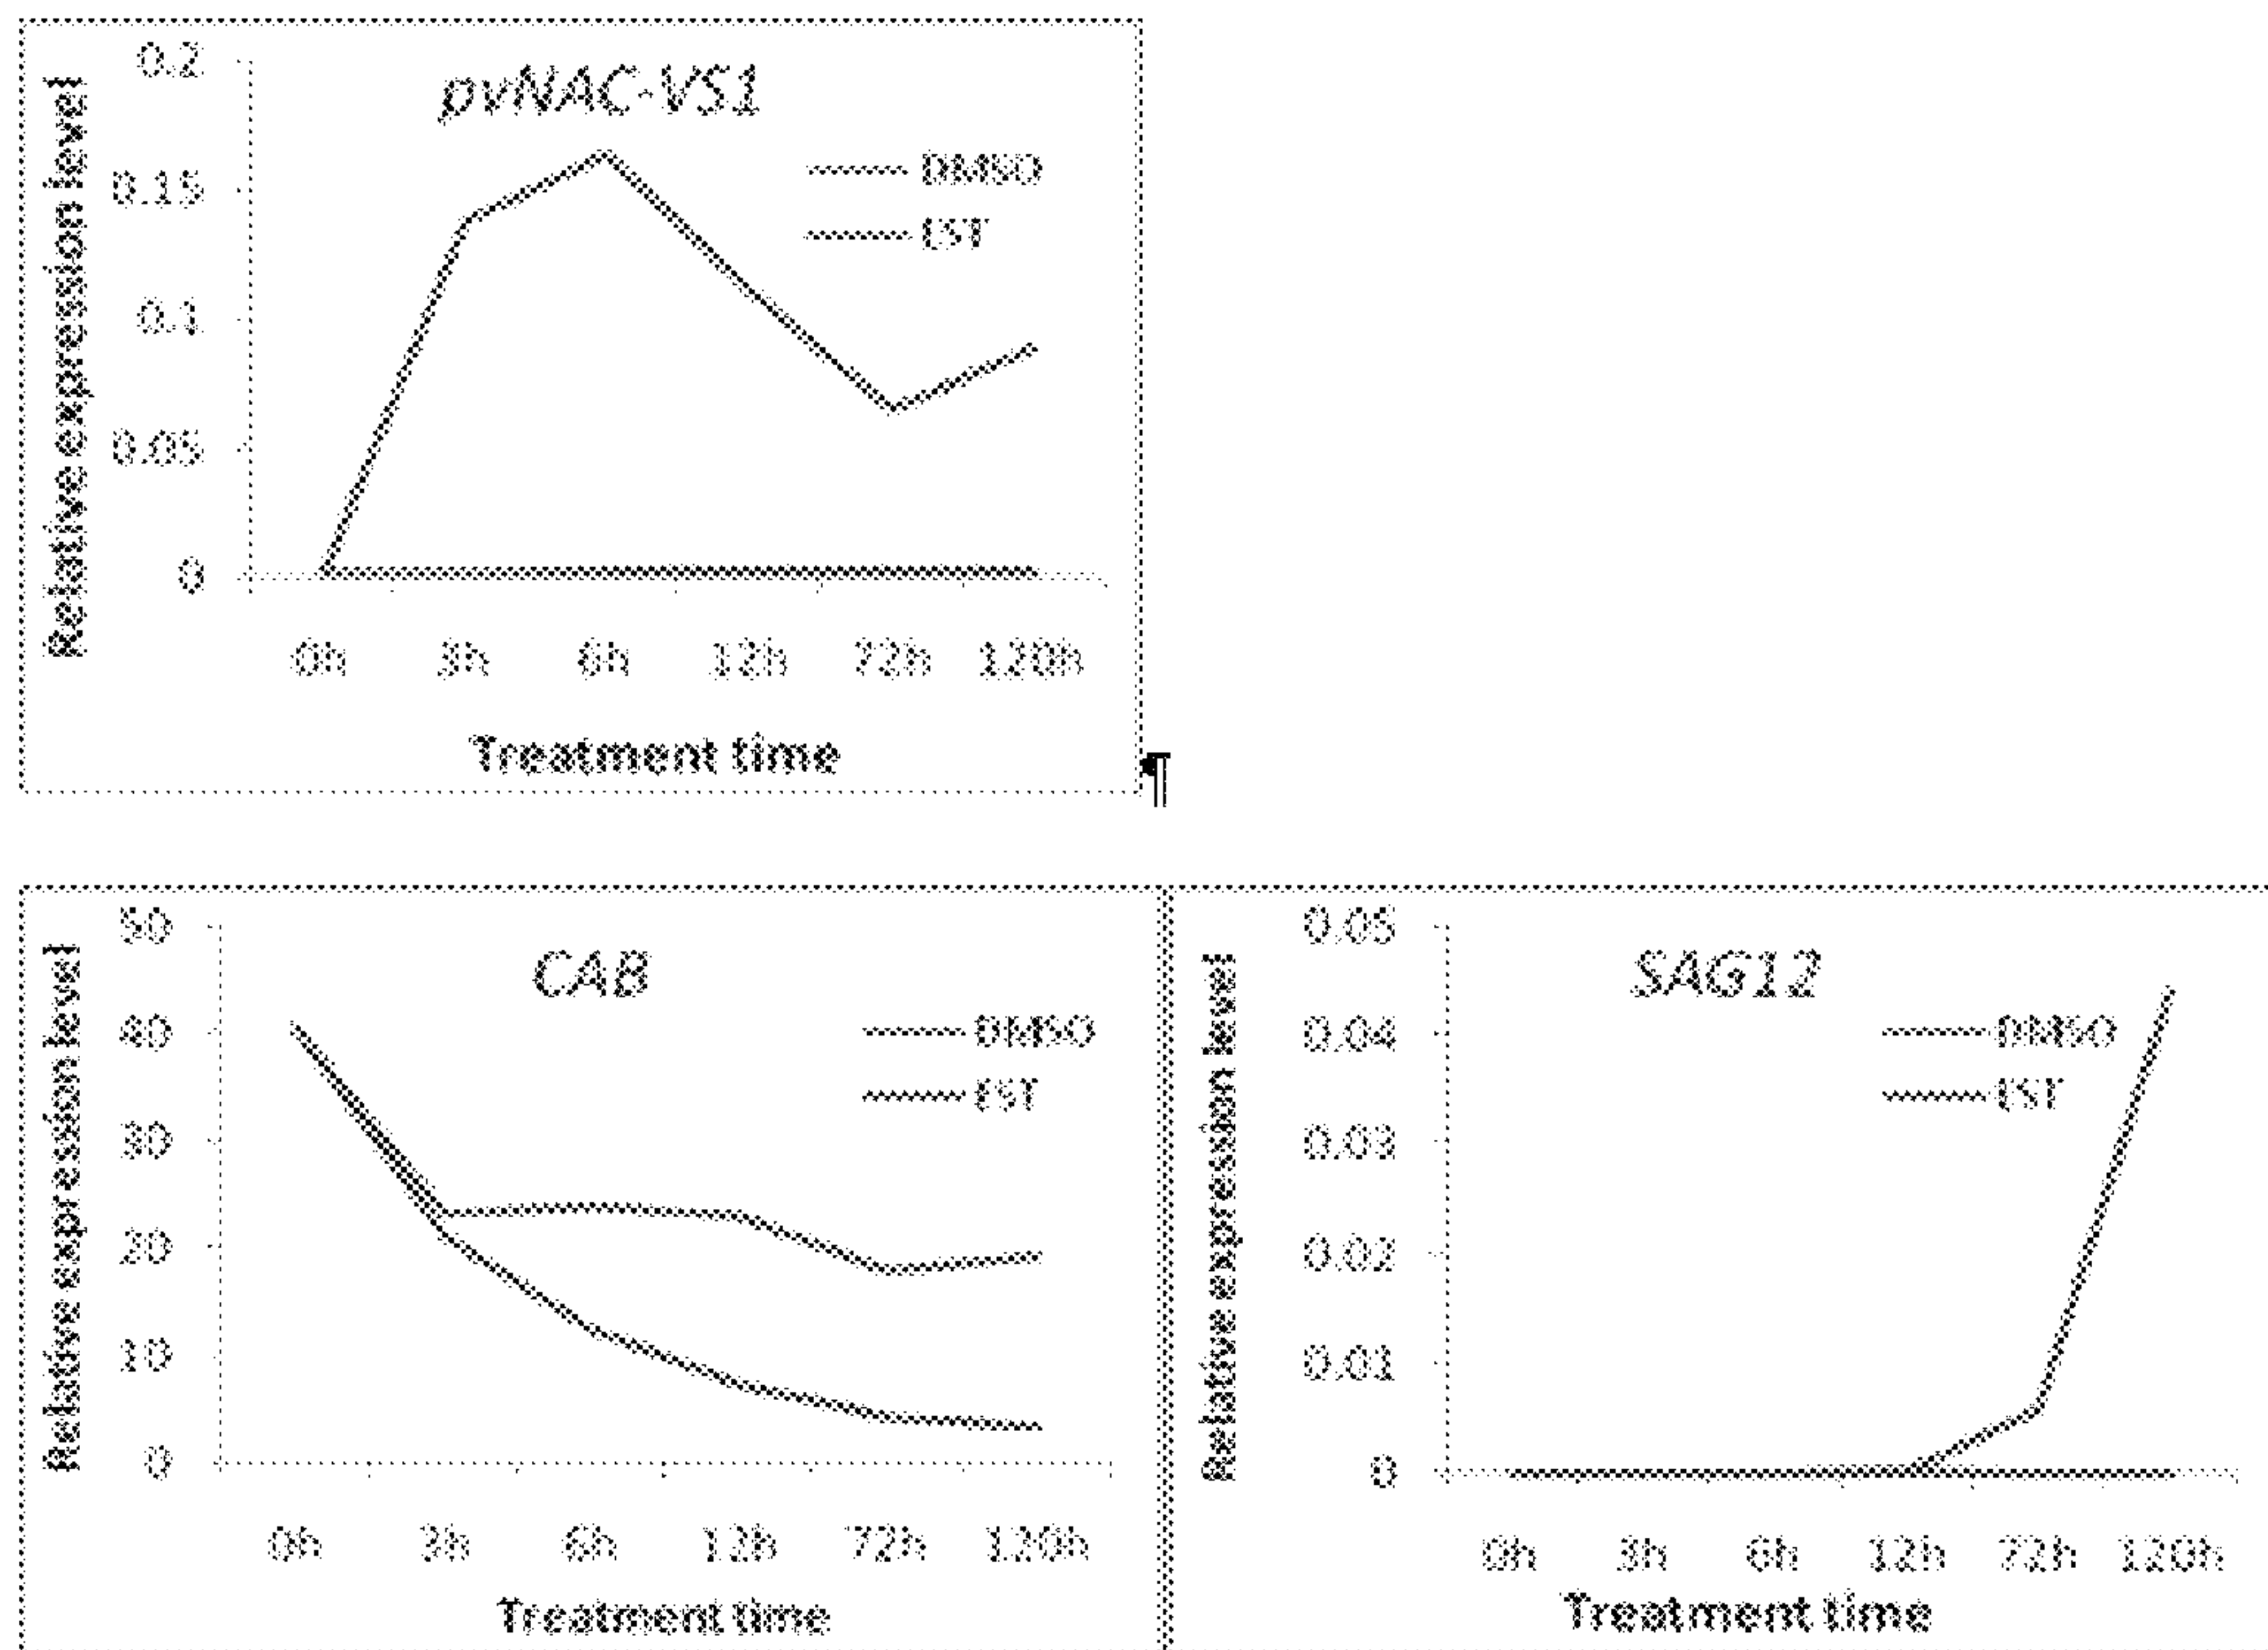 pvNAC-VS1
Relative expression level
0.2
0.15
0.1
0.05
0
DMSO
EST
0h 3h 6h 12h 72h 120h
Treatment time
¶
CAB
Relative expression level
50
40
30
20
10
0
DMSO
EST
0h 3h 6h 12h 72h 120h
Treatment time
SAG12
Relative expression level
0.05
0.04
0.03
0.02
0.01
0
DMSO
EST
0h 3h 6h 12h 72h 120h
Treatment time